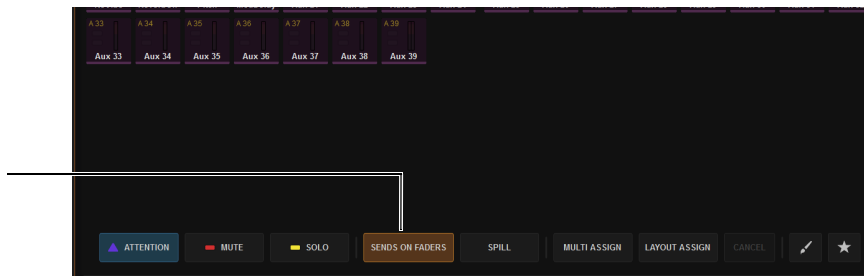 A 33 A 34 A 35 A 36 A 37 A 38 A 39
Aux 33 Aux 34 Aux 35 Aux 36 Aux 37 Aux 38 Aux 39
ATTENTION MUTE SOLO SENDS ON FADERS SPILL MULTI ASSIGN LAYOUT ASSIGN CANCEL